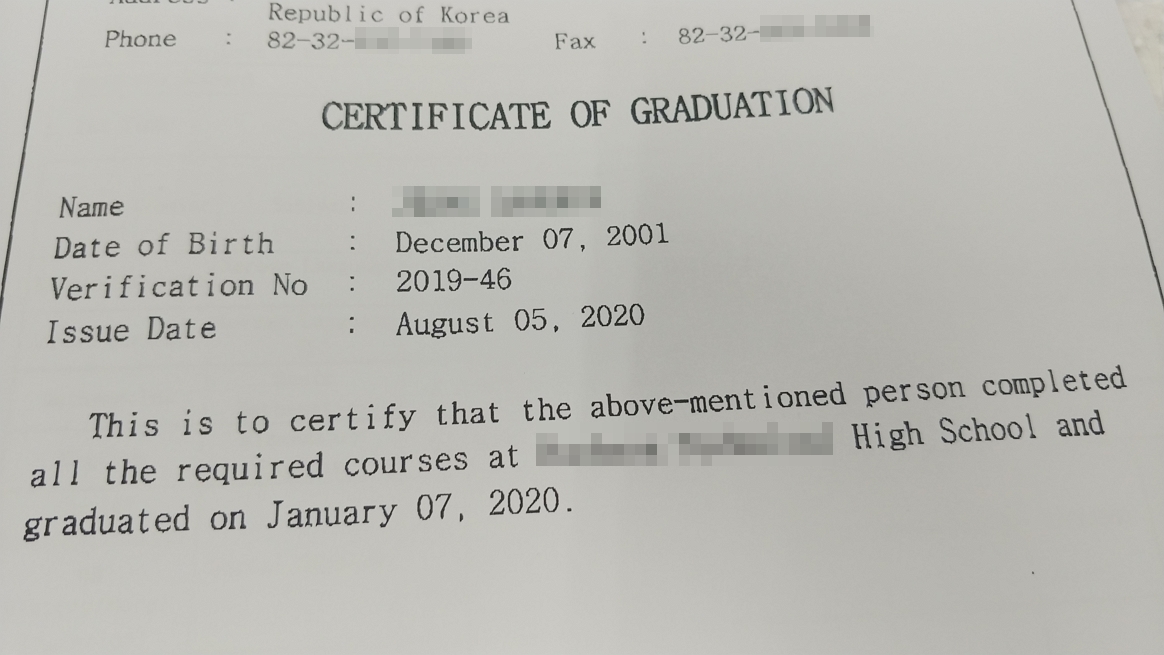 Republic of Korea
Phone : 82-32- Fax : 82-32-
CERTIFICATE OF GRADUATION
Name :
Date of Birth : December 07, 2001
Verification No : 2019-46
Issue Date : August 05, 2020
This is to certify that the above-mentioned person completed
all the required courses at High School and
graduated on January 07, 2020.